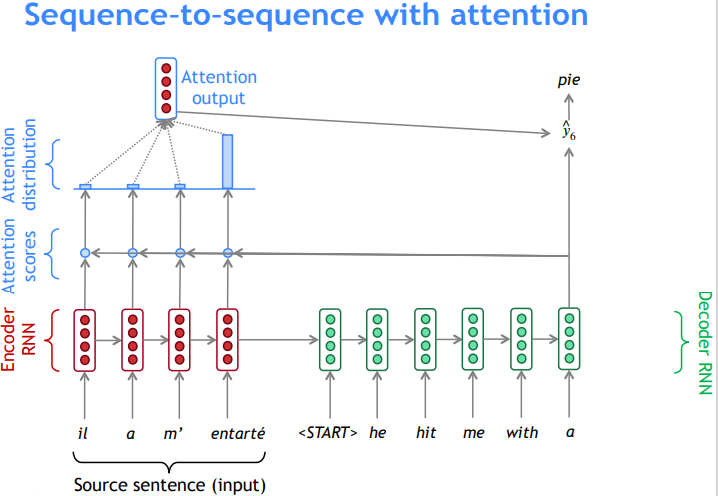 Sequence-to-sequence with attention
Attention
output
pie
ŷ6
Attention
distribution
Attention
scores
Encoder
RNN
Decoder RNN
il a m’ entarté <START> he hit me with a
Source sentence (input)